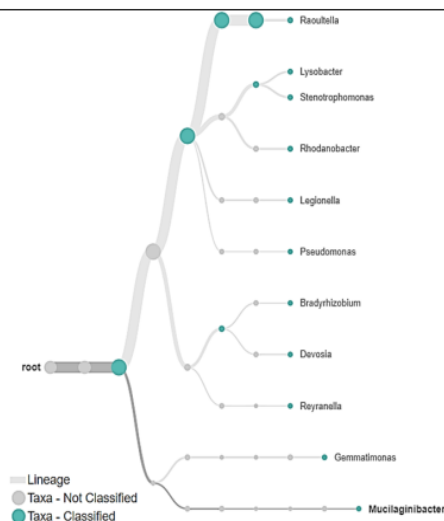 Raoultella
Lysobacter
Stenotrophomonas
Rhodanobacter
Legionella
Pseudomonas
Bradyrhizobium
Devosia
root
Reyranella
Gemmatimonas
Lineage
Taxa - Not Classified
Taxa - Classified
Mucilaginibacter